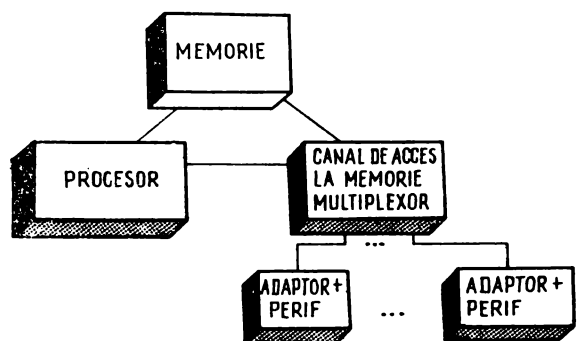 MEMORIE
PROCESOR
CANAL DE ACCES
LA MEMORIE
MULTIPLEXOR
...
ADAPTOR +
PERIF
...
ADAPTOR +
PERIF